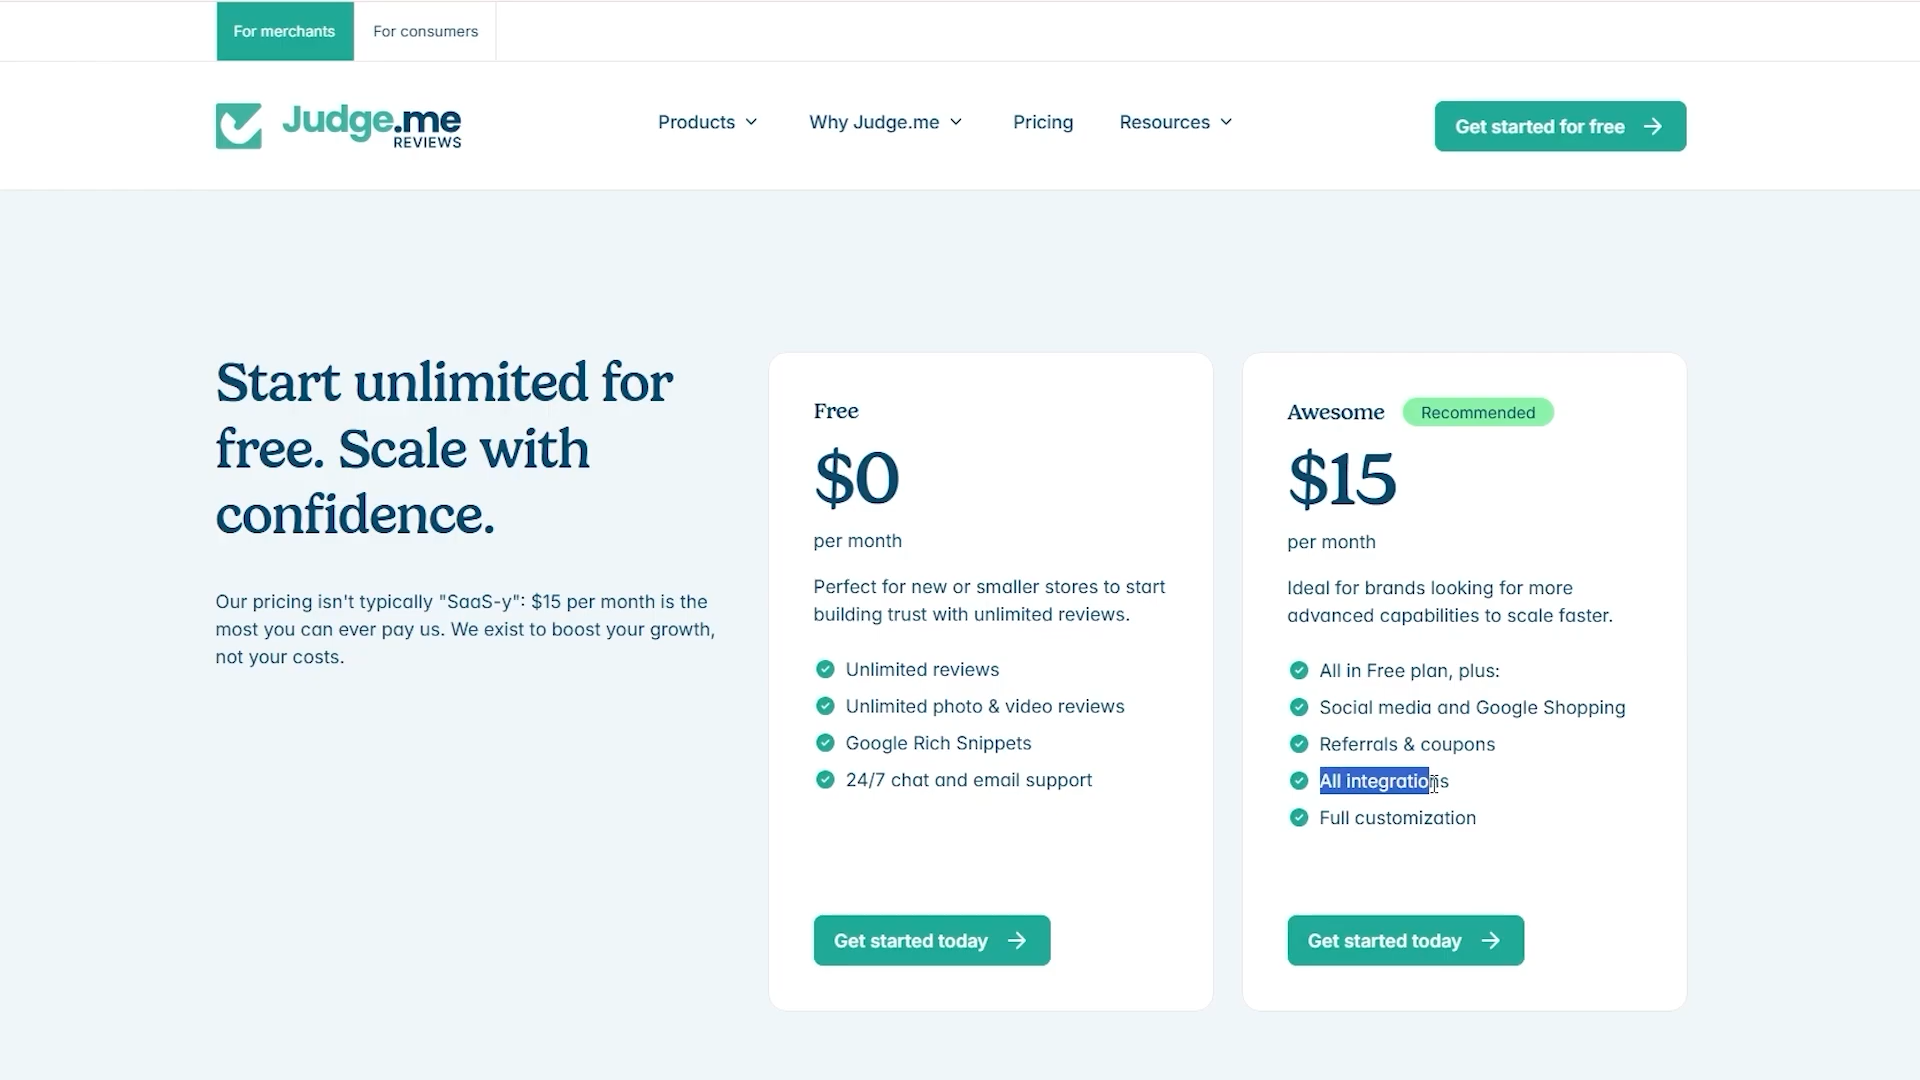 For merchants
For consumers
Judge.me
REVIEWS
Products
Why Judge.me
Pricing
Resources
Get started for free
Start unlimited for
free. Scale with
confidence.
Our pricing isn't typically "SaaS-y": $15 per month is the
most you can ever pay us. We exist to boost your growth,
not your costs.
Free
$0
per month
Perfect for new or smaller stores to start
building trust with unlimited reviews.
Unlimited reviews
Unlimited photo & video reviews
Google Rich Snippets
24/7 chat and email support
Get started today
Awesome
Recommended
$15
per month
Ideal for brands looking for more
advanced capabilities to scale faster.
All in Free plan, plus:
Social media and Google Shopping
Referrals & coupons
All integrations
Full customization
Get started today